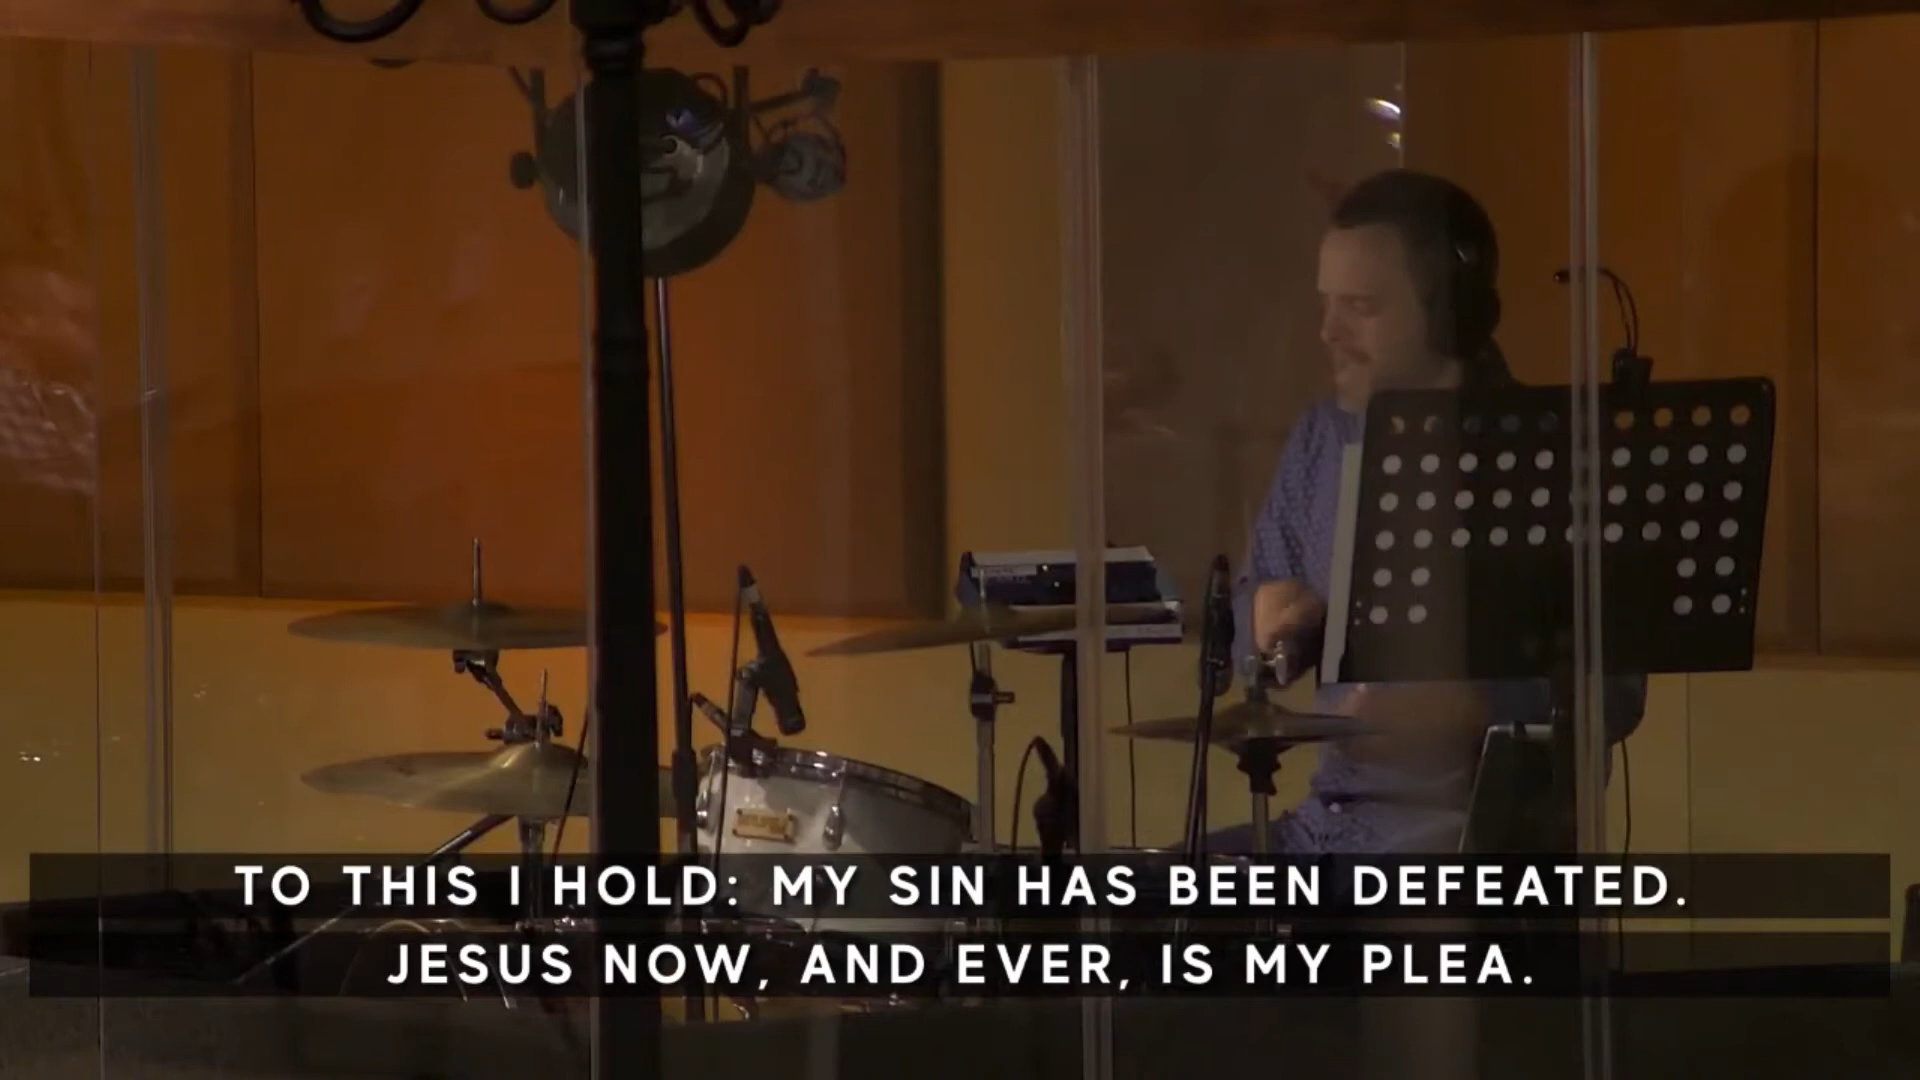 TO THIS I HOLD: MY SIN HAS BEEN DEFEATED.
JESUS NOW, AND EVER, IS MY PLEA.